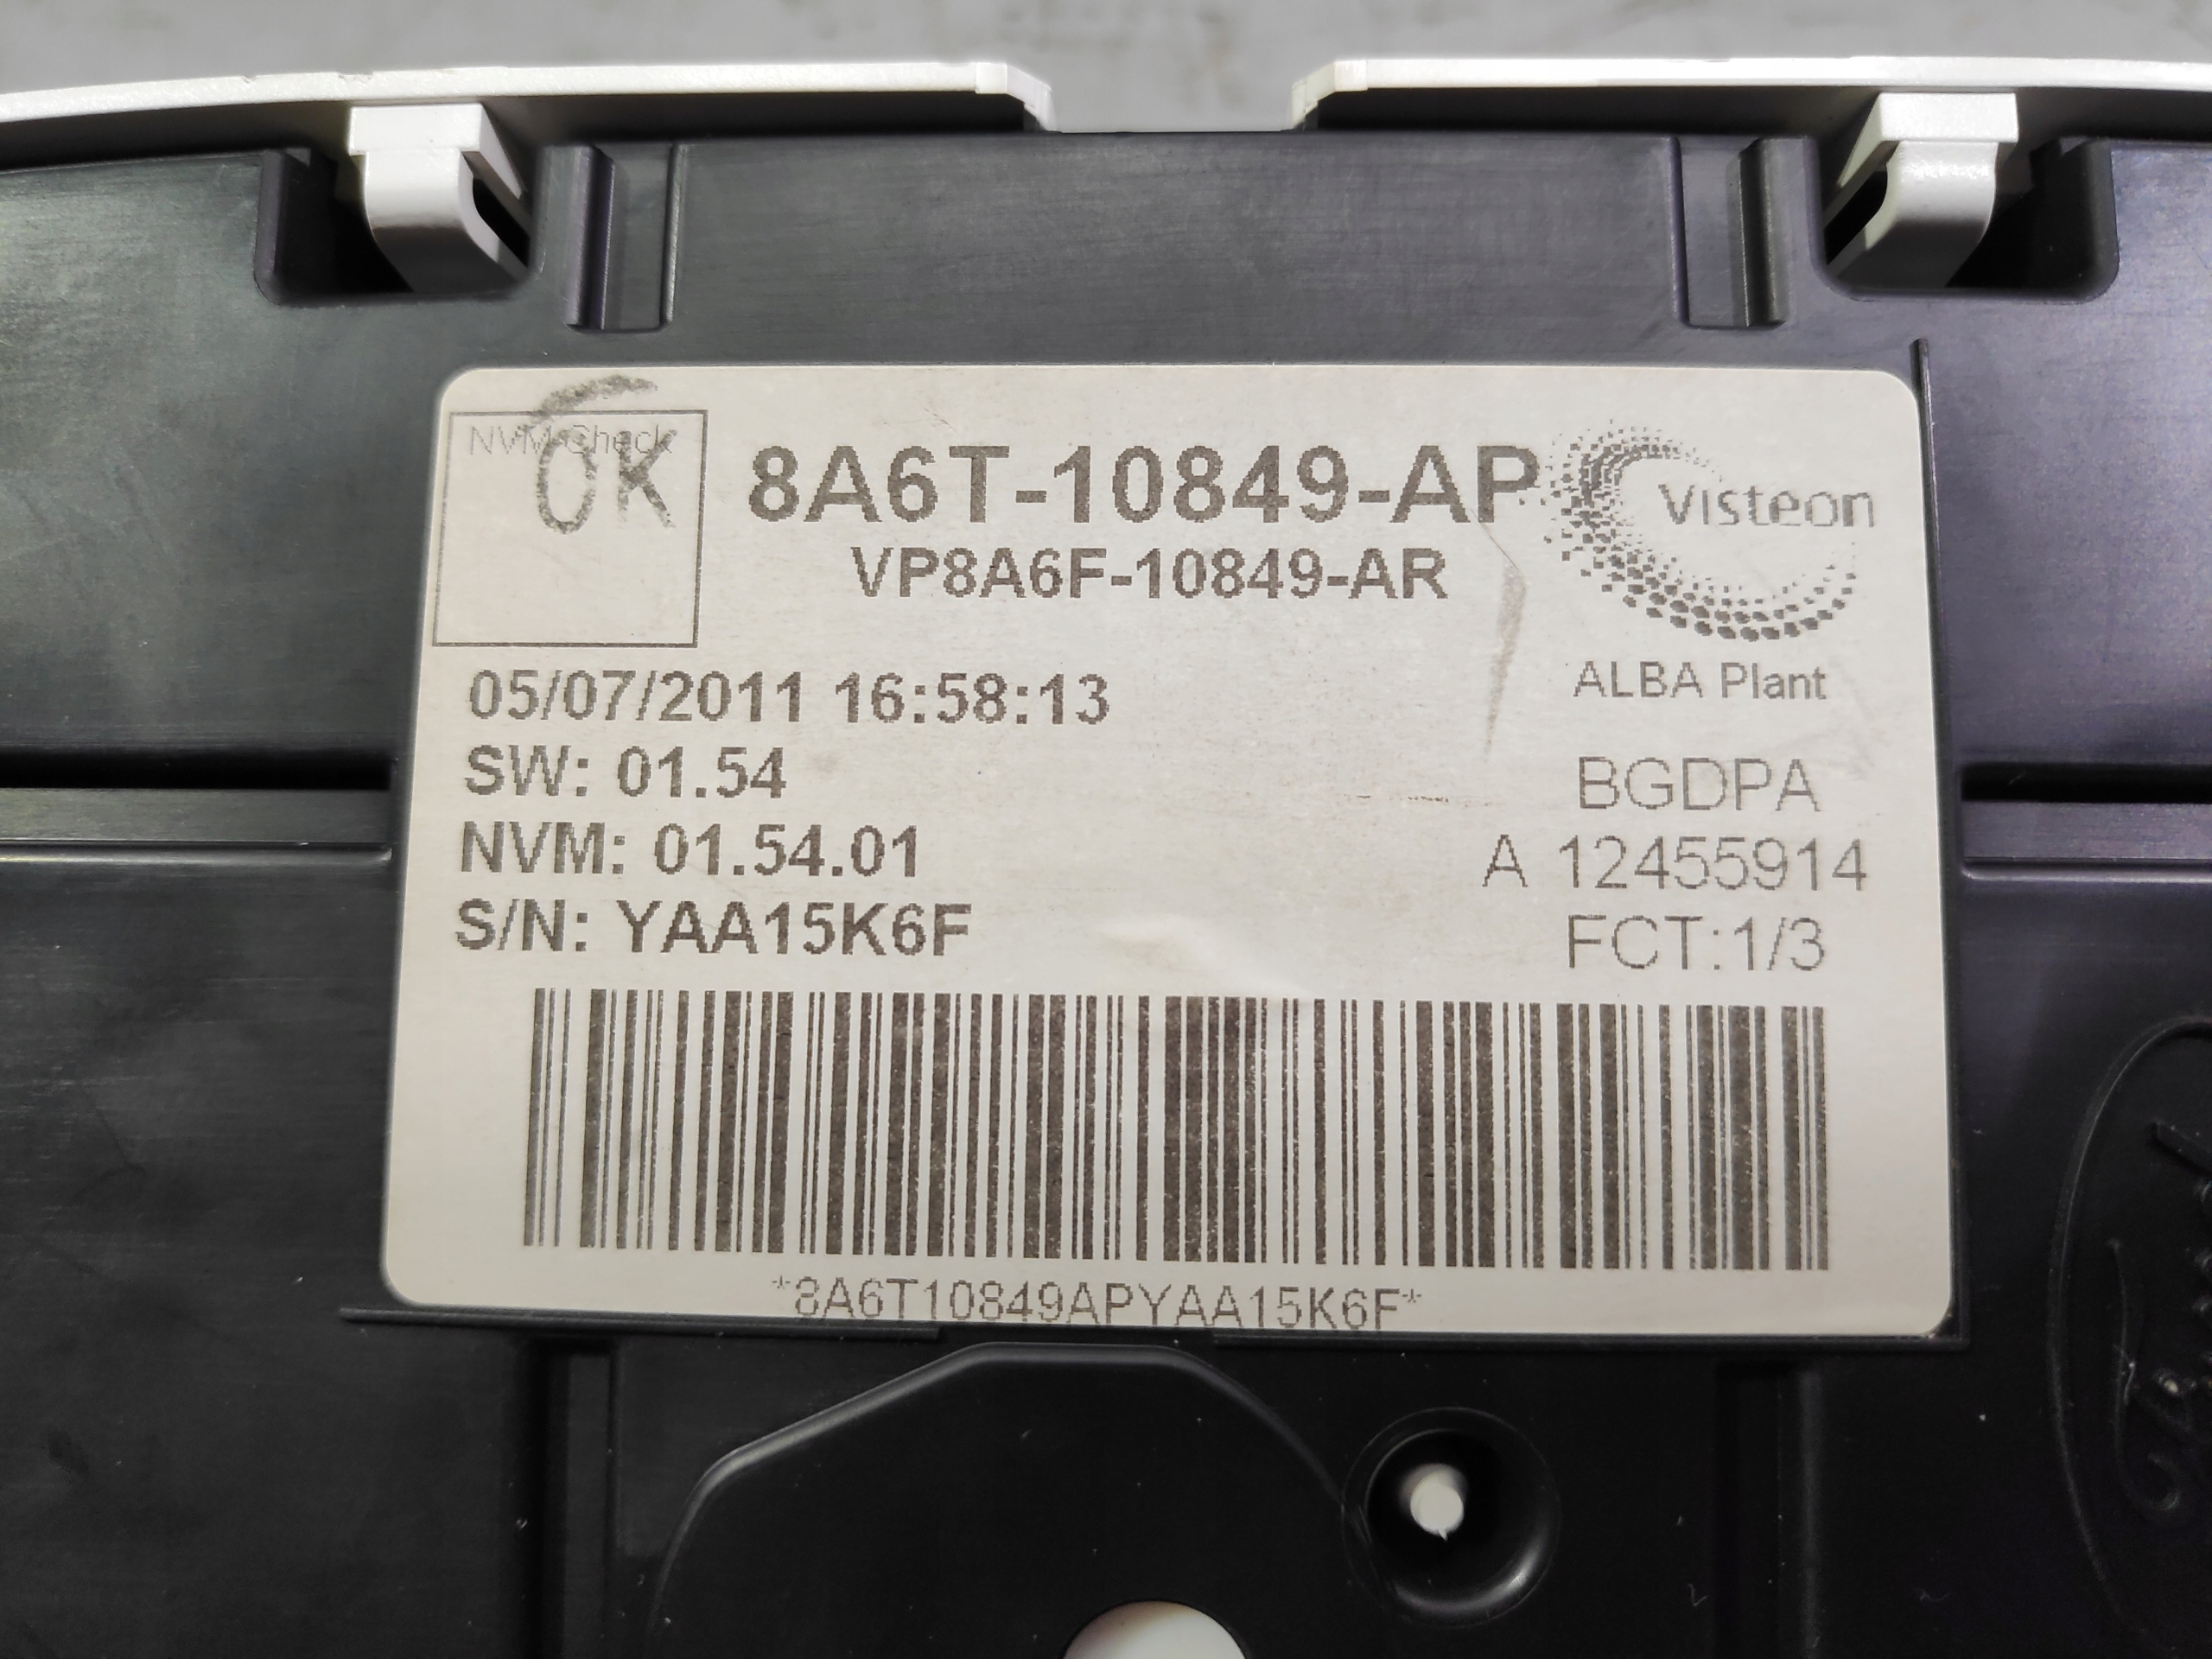 NVM Check
OK
8A6T-10849-AP
VP8A6F-10849-AR
Visteon
ALBA Plant
05/07/2011 16:58:13
SW: 01.54
NVM: 01.54.01
S/N: YAA15K6F
BGDPA
A 12455914
FCT:1/3
*8A6T10849APYAA15K6F*